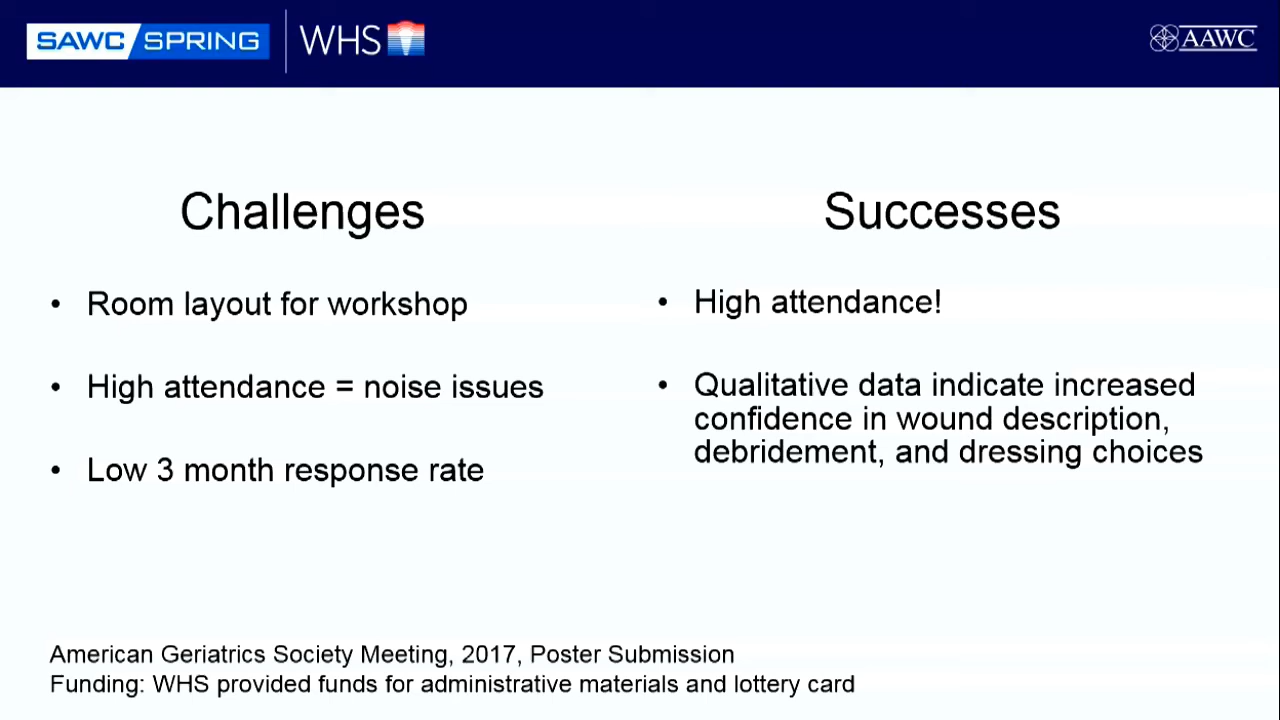 SAWC SPRING WHS AAWC
Challenges
• Room layout for workshop
• High attendance = noise issues
• Low 3 month response rate
Successes
• High attendance!
• Qualitative data indicate increased
confidence in wound description,
debridement, and dressing choices
American Geriatrics Society Meeting, 2017, Poster Submission
Funding: WHS provided funds for administrative materials and lottery card